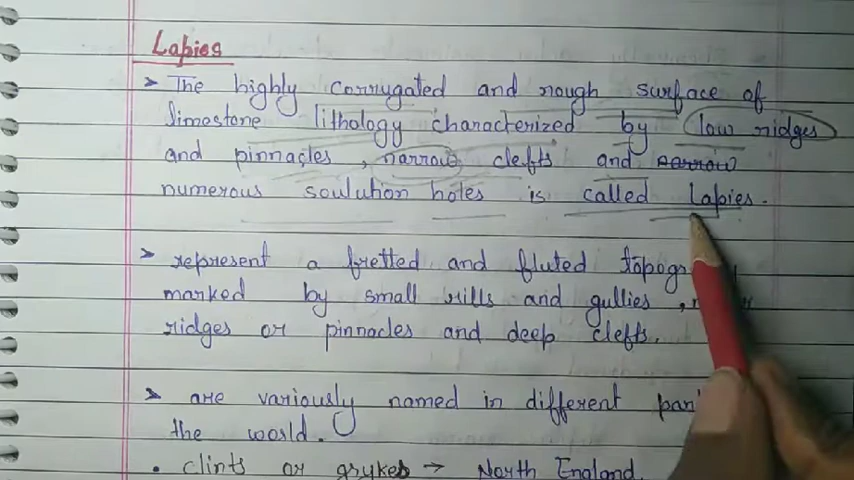 Lapies
➤ The highly corrugated and rough surface of
limestone lithology characterized by low ridges
and pinnacles, narrow clefts and narrow
numerous soulution holes is called Lapies.
➤ represent a fretted and fluted
marked by small rills and gullies,
ridges or pinnacles and deep clefts.
➤ are variously named in different
the world.
• clints or grykes → North England.